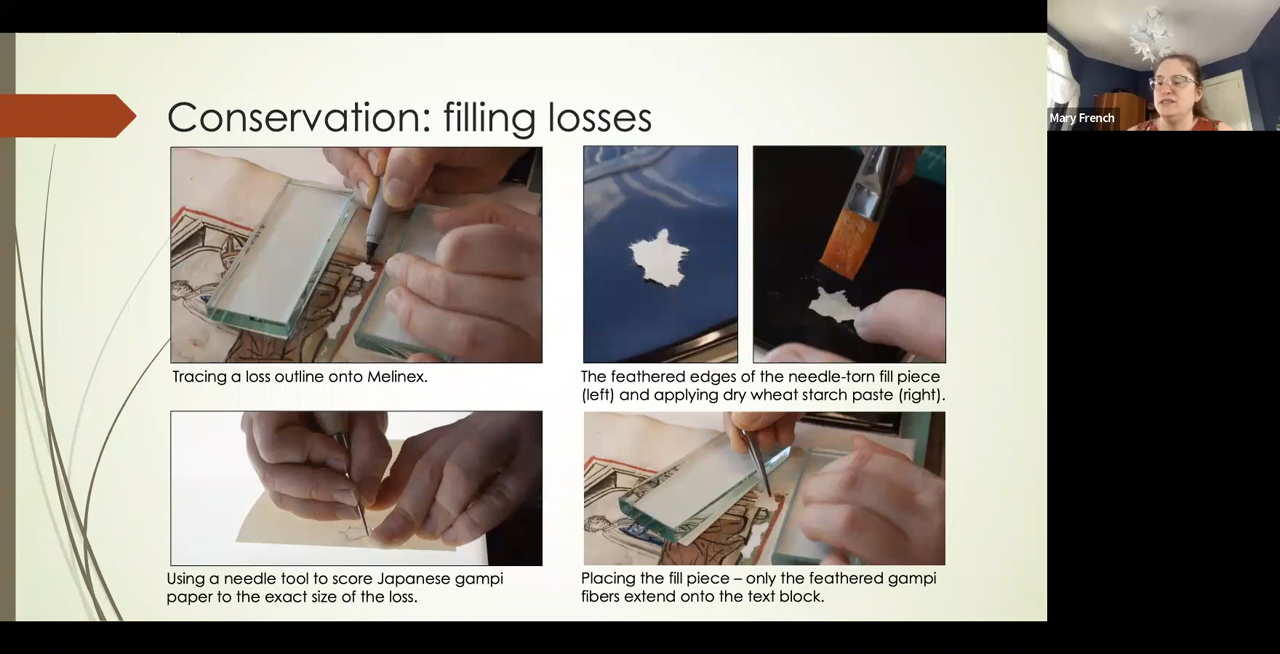 Conservation: filling losses
Mary French
Tracing a loss outline onto Melinex.
The feathered edges of the needle-torn fill piece
(left) and applying dry wheat starch paste (right).
Using a needle tool to score Japanese gampi
paper to the exact size of the loss.
Placing the fill piece – only the feathered gampi
fibers extend onto the text block.